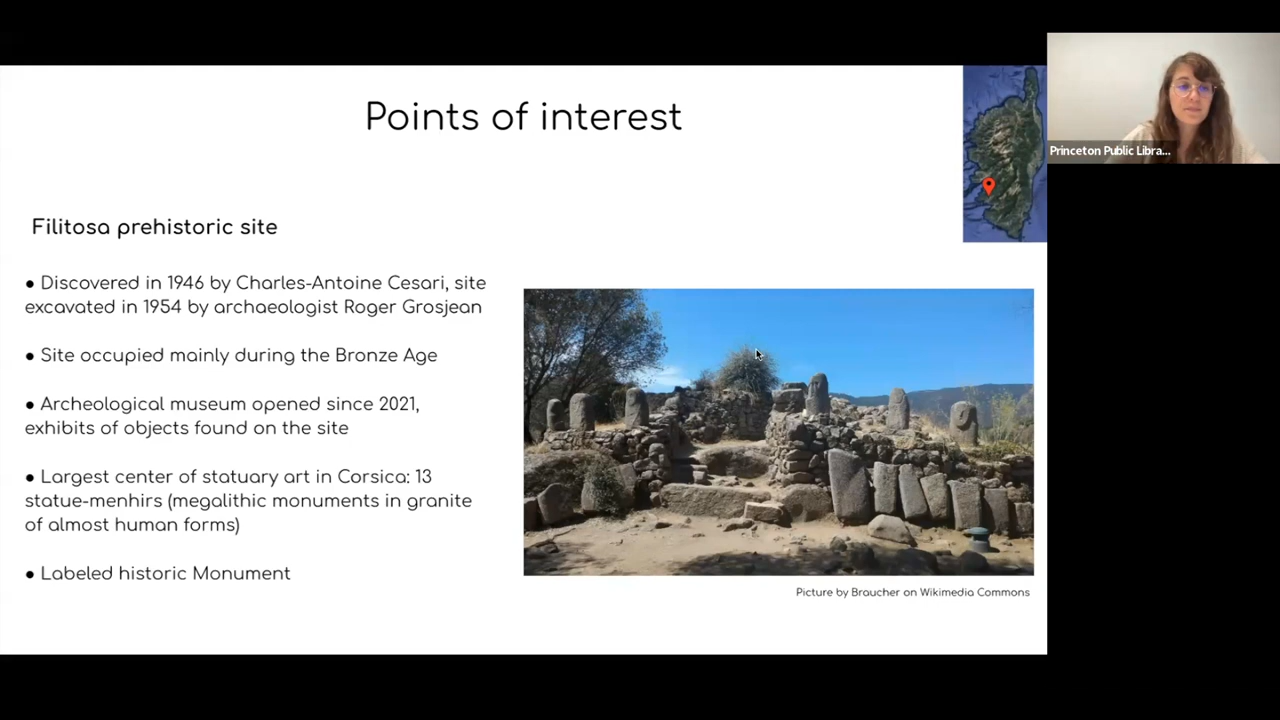 Points of interest
Princeton Public Libra...
Filitosa prehistoric site
● Discovered in 1946 by Charles-Antoine Cesari, site
excavated in 1954 by archaeologist Roger Grosjean
● Site occupied mainly during the Bronze Age
● Archeological museum opened since 2021,
exhibits of objects found on the site
● Largest center of statuary art in Corsica: 13
statue-menhirs (megalithic monuments in granite
of almost human forms)
● Labeled historic Monument
Picture by Braucher on Wikimedia Commons